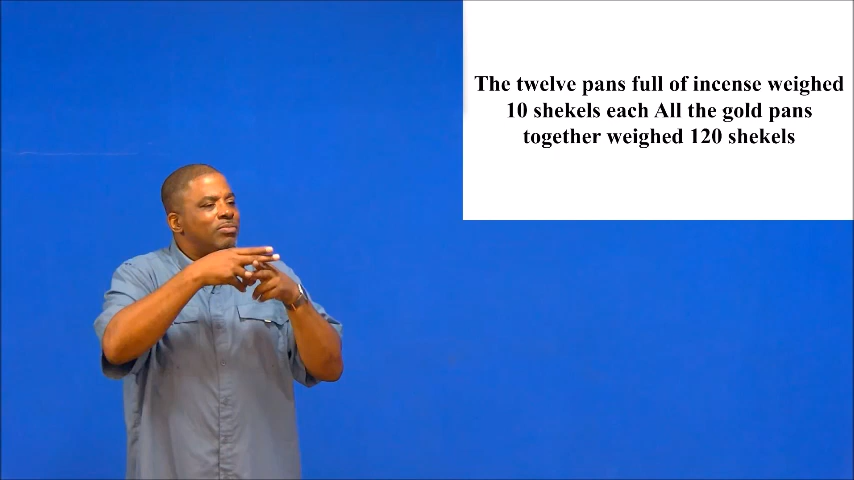 The twelve pans full of incense weighed
10 shekels each All the gold pans
together weighed 120 shekels